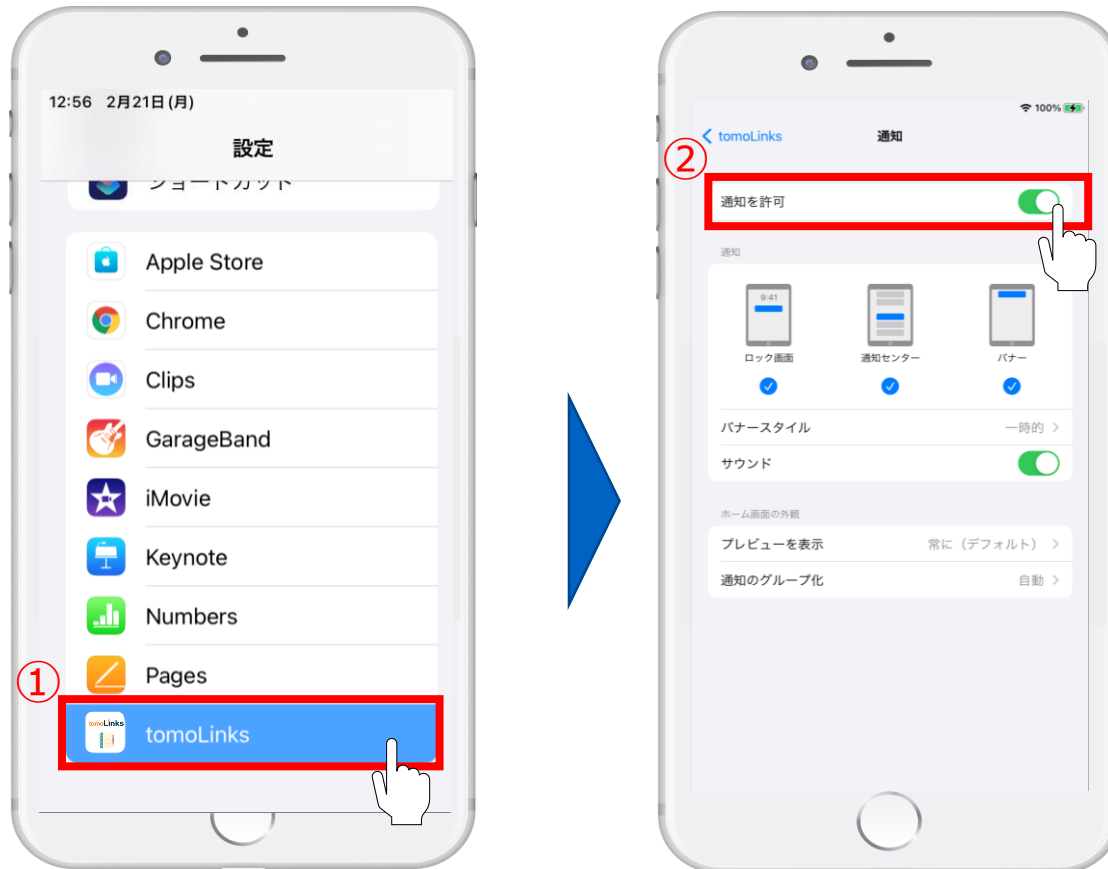 12:56 2月21日(月)
設定
ショートカット
Apple Store
Chrome
Clips
GarageBand
iMovie
Keynote
Numbers
Pages
①
tomoLinks
tomoLinks
100%
tomoLinks
通知
②
通知を許可
通知
9:41
ロック画面
通知センター
バナー
バナースタイル
一時的
サウンド
ホーム画面の外観
プレビューを表示
常に(デフォルト)
通知のグループ化
自動